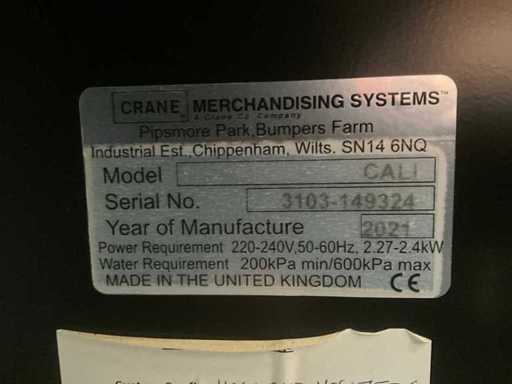 CRANE MERCHANDISING SYSTEMS™
A Crane Co. Company
Pipsmore Park,Bumpers Farm
Industrial Est.,Chippenham, Wilts. SN14 6NQ
Model CALI
Serial No. 3103-149324
Year of Manufacture 2021
Power Requirement 220-240V,50-60Hz, 2.27-2.4kW
Water Requirement 200kPa min/600kPa max
MADE IN THE UNITED KINGDOM CE